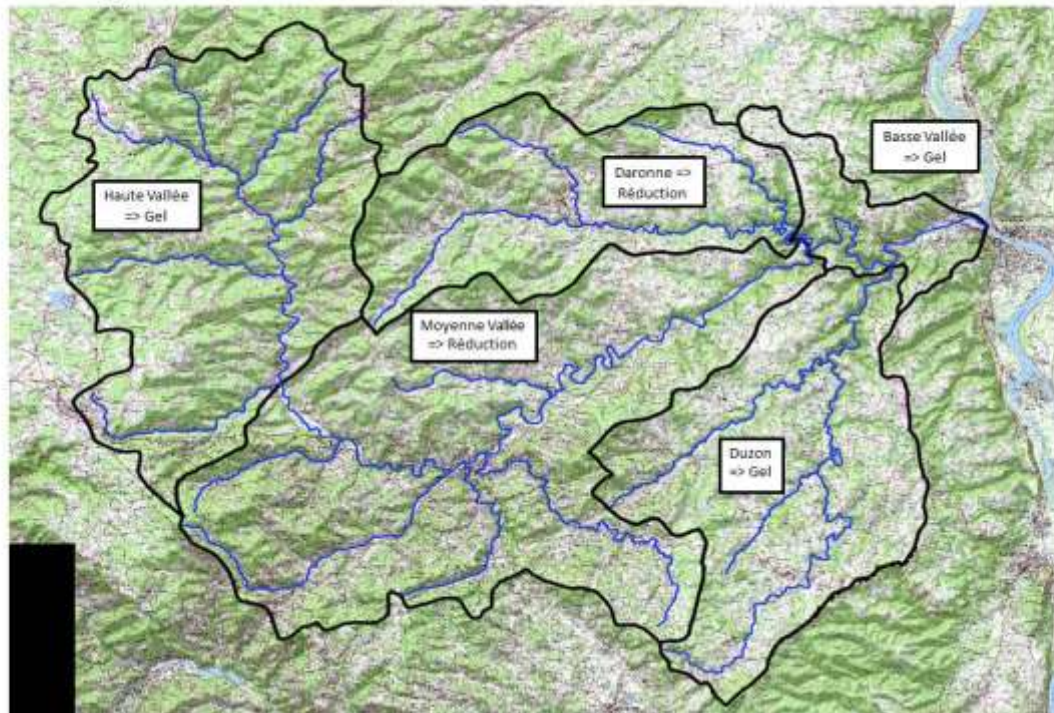 Basse Vallée
=> Gel
Daronne =>
Réduction
Haute Vallée
=> Gel
Moyenne Vallée
=> Réduction
Duzon
=> Gel